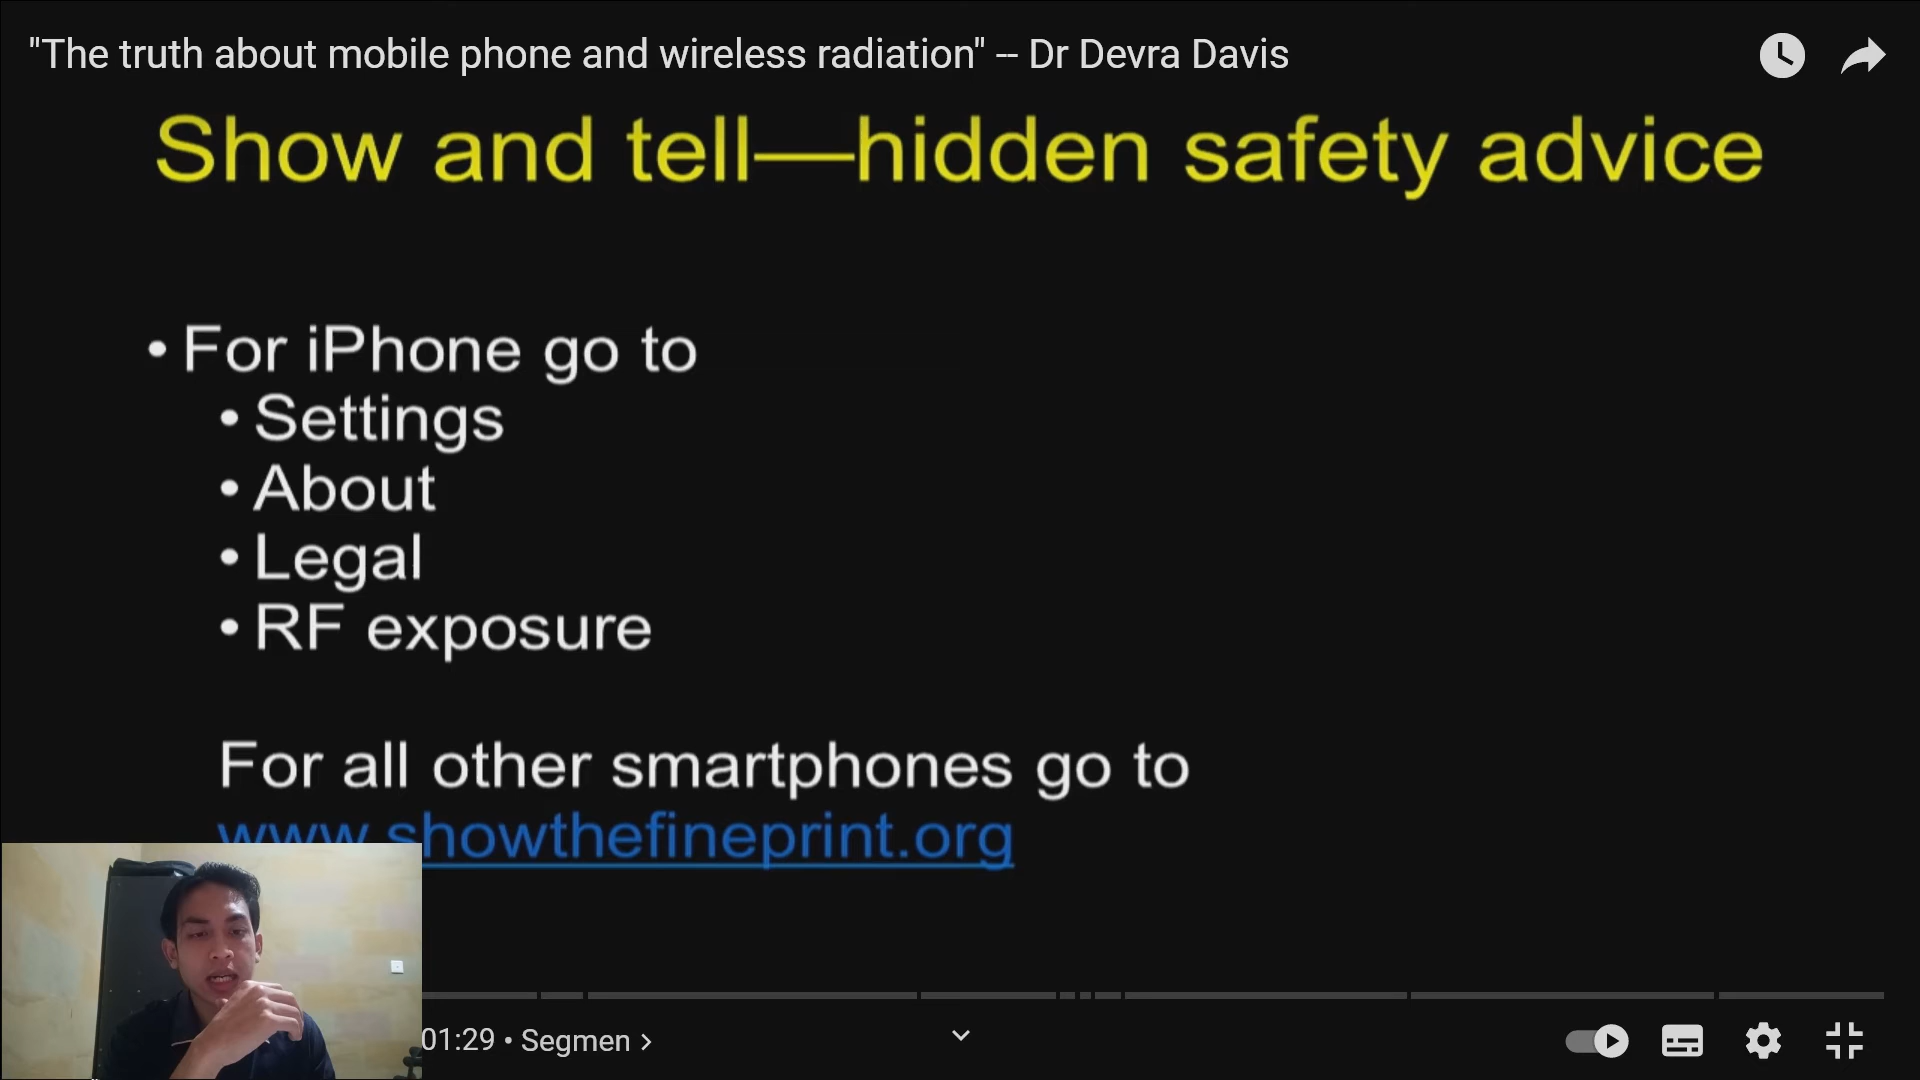 "The truth about mobile phone and wireless radiation" -- Dr Devra Davis
Show and tell—hidden safety advice
• For iPhone go to
• Settings
• About
• Legal
• RF exposure
For all other smartphones go to
www.showthefineprint.org
01:29 • Segmen >